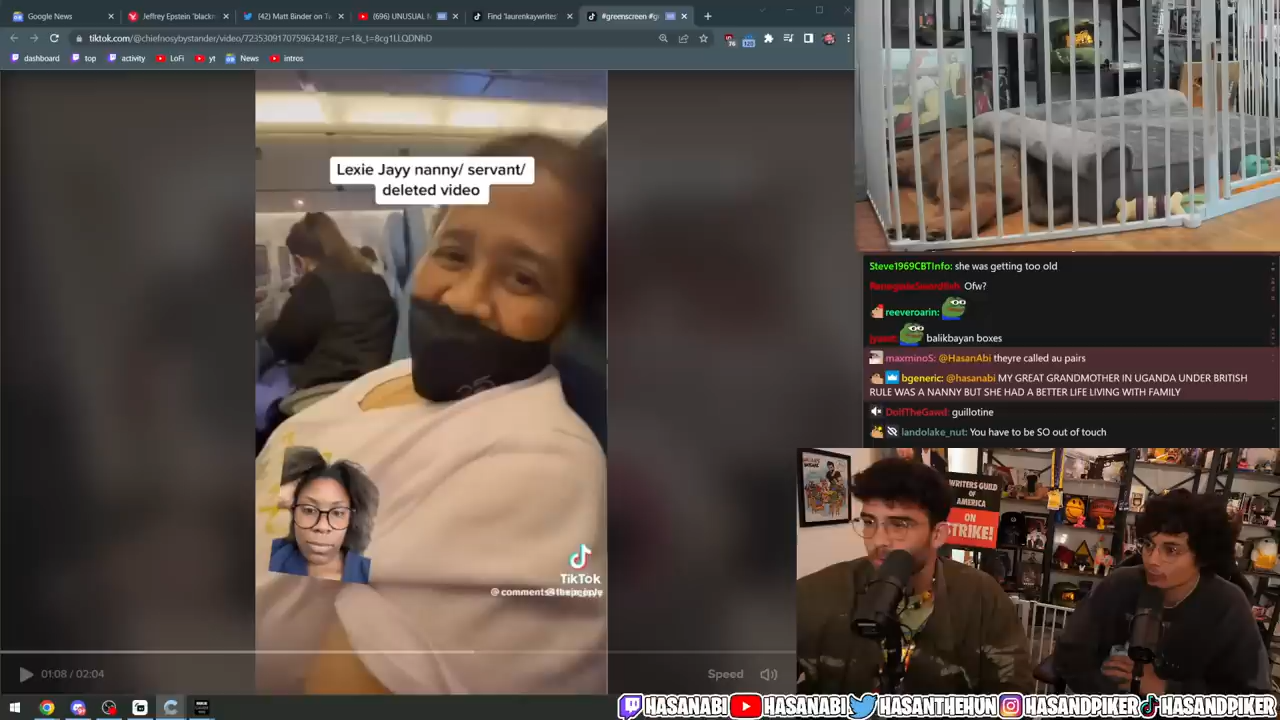 Google News
Jeffrey Epstein 'blackm
(42) Matt Binder on Tw
(696) UNUSUAL
Find 'laurenkaywrites'
#greenscreen #g
tiktok.com/@chiefnosybystander/video/7235309170759634218?_r=1&_t=8cg1LLQDNhD
76
120
dashboard
top
activity
LoFi
yt
News
intros
Lexie Jayy nanny/ servant/
deleted video
TikTok
01:08 / 02:04
Speed
Steve1969CBTInfo: she was getting too old
Ofw?
reeveroarin:
balikbayan boxes
maxminoS: @HasanAbi theyre called au pairs
bgeneric: @hasanabi MY GREAT GRANDMOTHER IN UGANDA UNDER BRITISH
RULE WAS A NANNY BUT SHE HAD A BETTER LIFE LIVING WITH FAMILY
DolfTheGawd: guillotine
landolake_nut: You have to be SO out of touch
WRITERS GUILD
OF
AMERICA
ON
STRIKE!
HASANABI
HASANABI
HASANTHEHUN
HASANDPIKER
HASANDPIKER